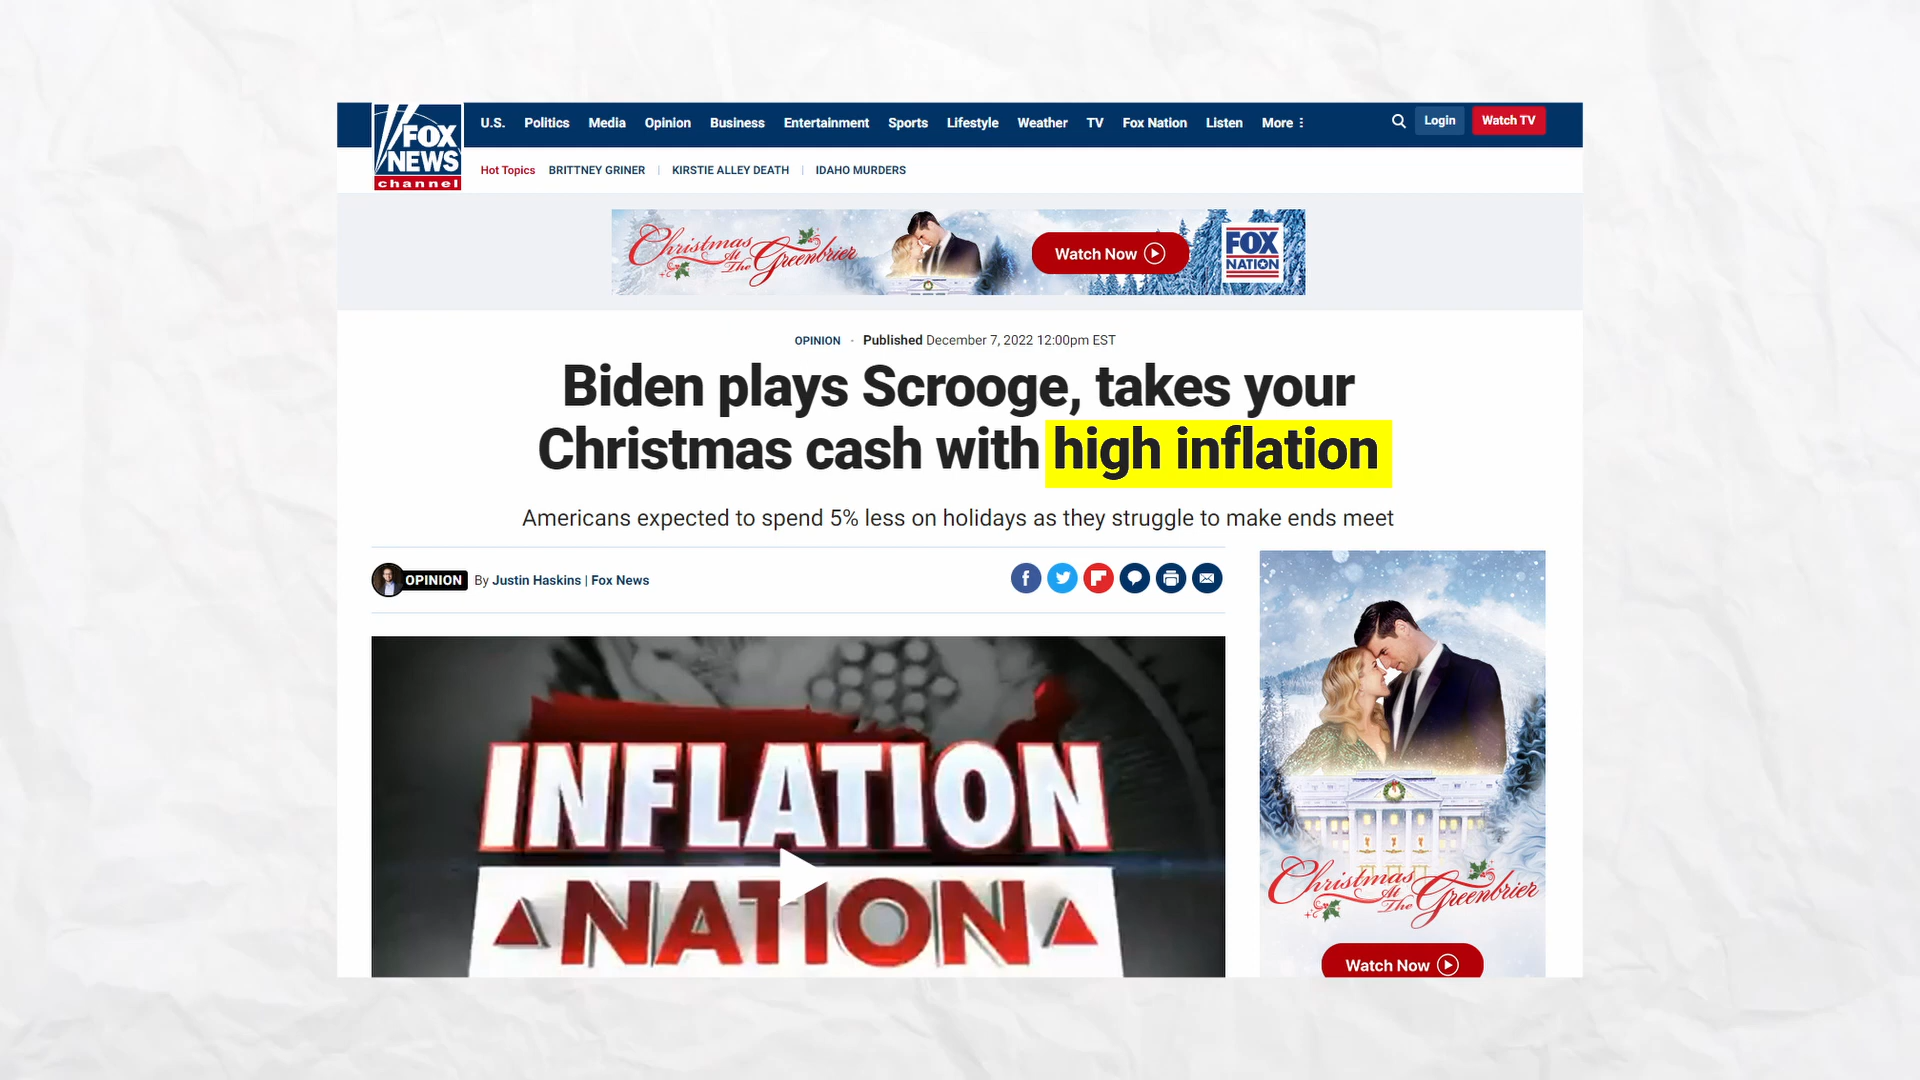 FOX
NEWS
channel
U.S. Politics Media Opinion Business Entertainment Sports Lifestyle Weather TV Fox Nation Listen More Login Watch TV
Hot Topics BRITTNEY GRINER | KIRSTIE ALLEY DEATH | IDAHO MURDERS
Christmas At The Greenbrier
Watch Now
FOX
NATION
OPINION · Published December 7, 2022 12:00pm EST
Biden plays Scrooge, takes your
Christmas cash with high inflation
Americans expected to spend 5% less on holidays as they struggle to make ends meet
OPINION By Justin Haskins | Fox News
INFLATION
NATION
Christmas At The Greenbrier
Watch Now